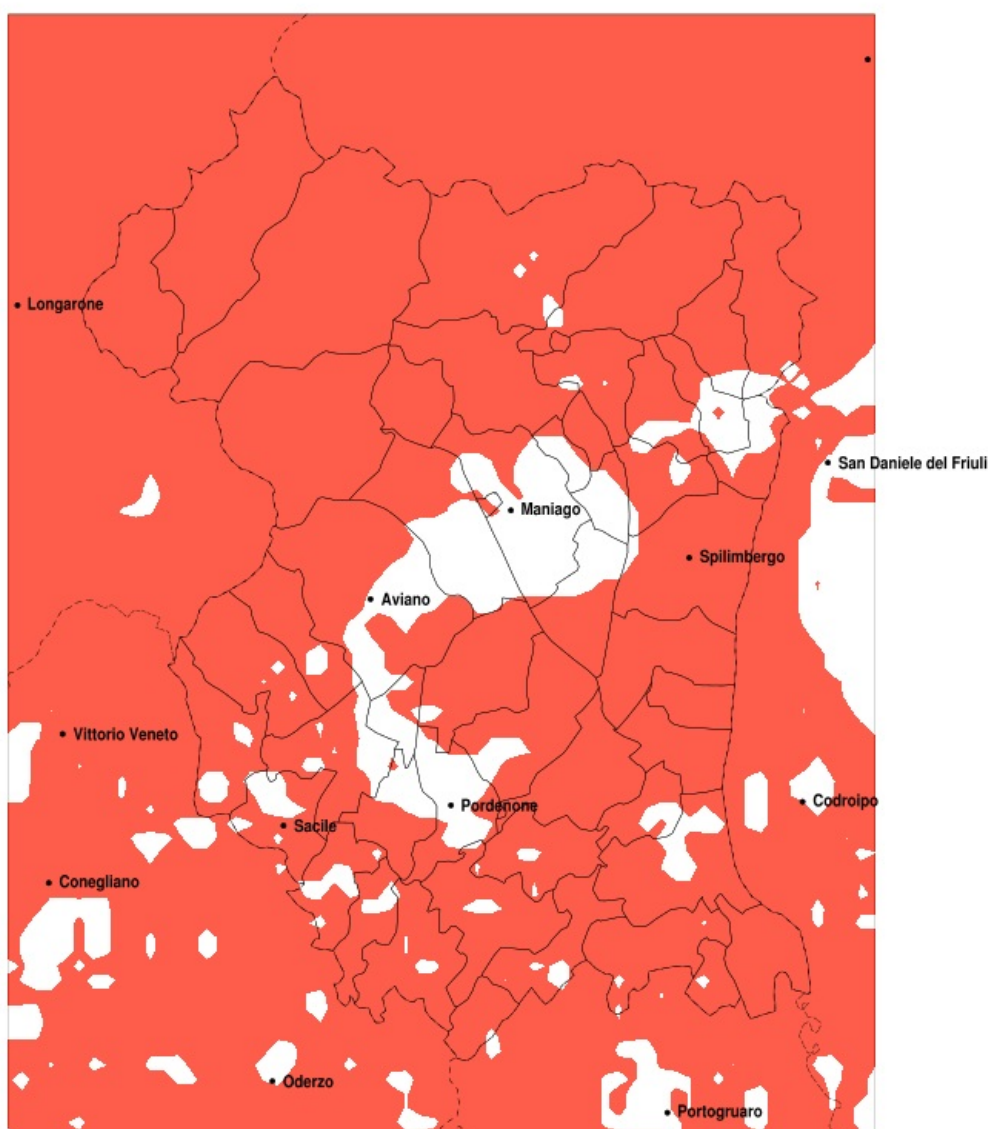 Longarone
San Daniele del Friuli
Maniago
Spilimbergo
Aviano
Vittorio Veneto
Codroipo
Pordenone
Sacile
Conegliano
Oderzo
Portogruaro